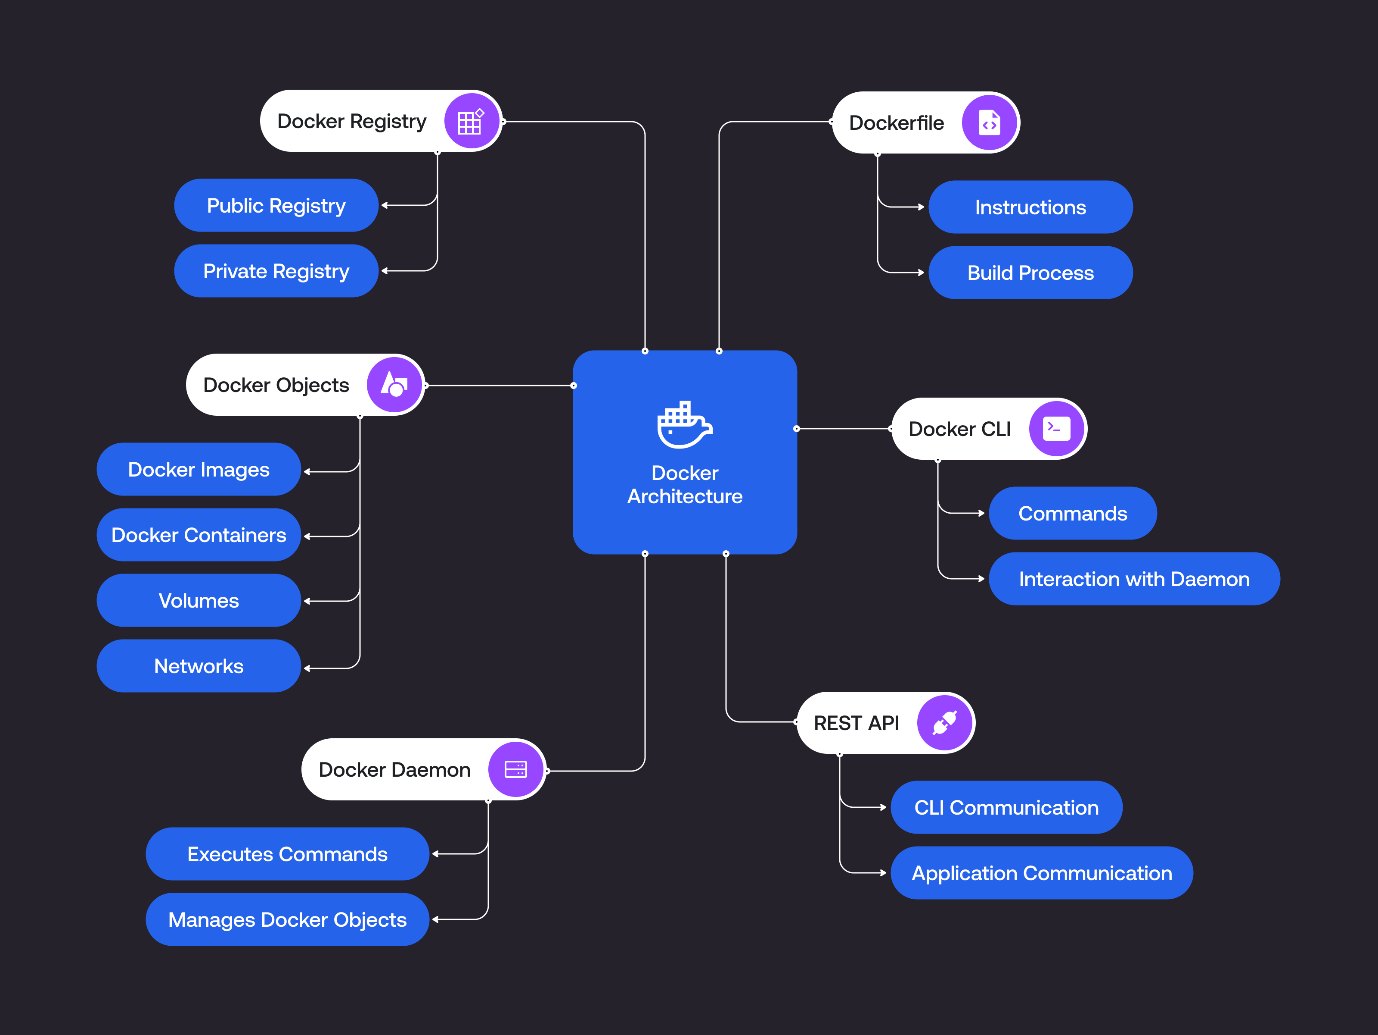 Docker Registry
Public Registry
Private Registry
Dockerfile
Instructions
Build Process
Docker Objects
Docker Images
Docker Containers
Volumes
Networks
Docker
Architecture
Docker CLI
Commands
Interaction with Daemon
Docker Daemon
Executes Commands
Manages Docker Objects
REST API
CLI Communication
Application Communication